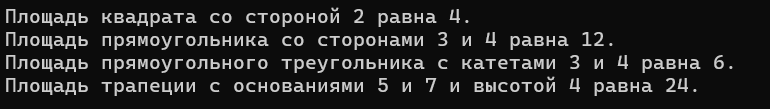 Площадь квадрата со стороной 2 равна 4.
Площадь прямоугольника со сторонами 3 и 4 равна 12.
Площадь прямоугольного треугольника с катетами 3 и 4 равна 6.
Площадь трапеции с основаниями 5 и 7 и высотой 4 равна 24.